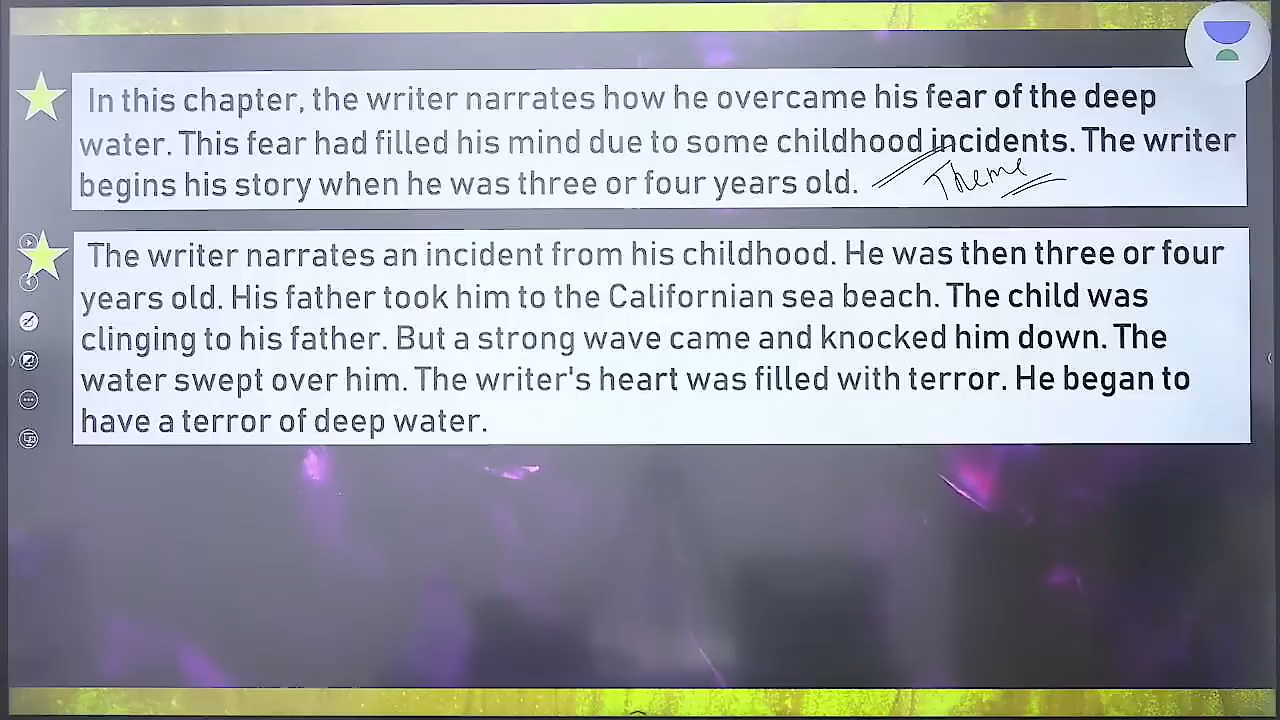 In this chapter, the writer narrates how he overcame his fear of the deep
water. This fear had filled his mind due to some childhood incidents. The writer
begins his story when he was three or four years old.
Theme
The writer narrates an incident from his childhood. He was then three or four
years old. His father took him to the Californian sea beach. The child was
clinging to his father. But a strong wave came and knocked him down. The
water swept over him. The writer's heart was filled with terror. He began to
have a terror of deep water.